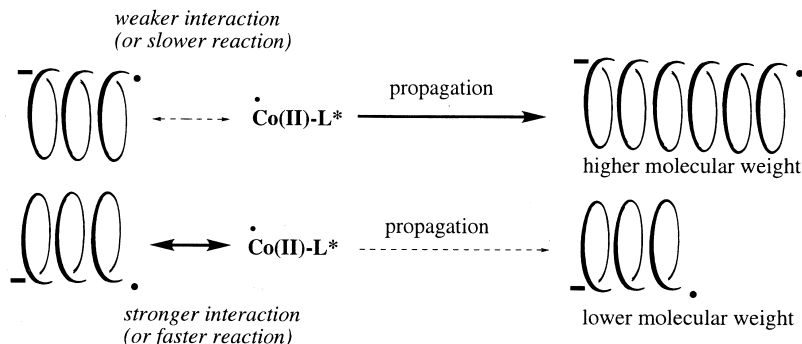 weaker interaction
(or slower reaction)
Co(II)-L*
propagation
higher molecular weight
Co(II)-L*
propagation
stronger interaction
(or faster reaction)
lower molecular weight